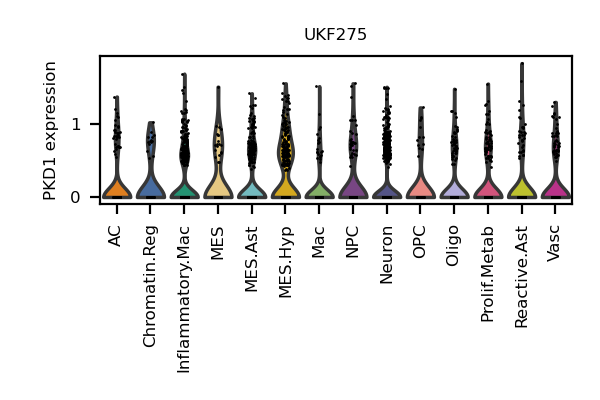 UKF275
PKD1 expression
1
0
AC
Chromatin.Reg
Inflammatory.Mac
MES
MES.Ast
MES.Hyp
Mac
NPC
Neuron
OPC
Oligo
Prolif.Metab
Reactive.Ast
Vasc